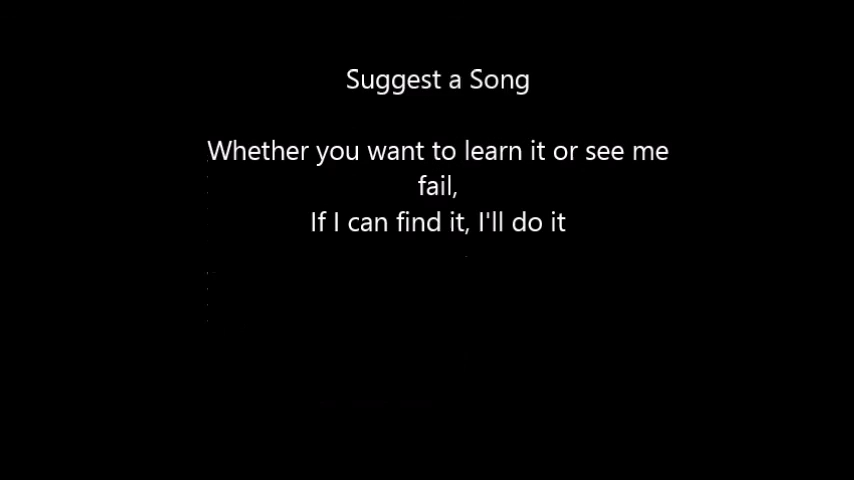 Suggest a Song
Whether you want to learn it or see me
fail,
If I can find it, I'll do it